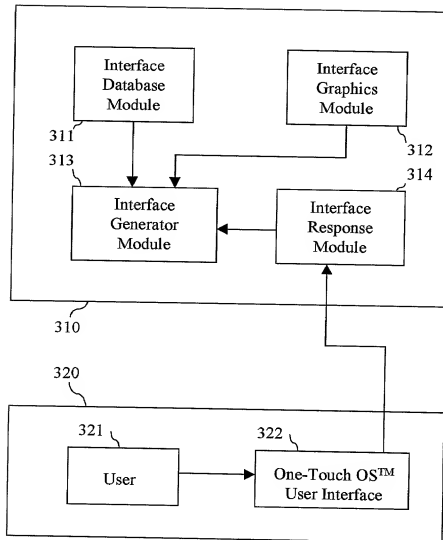 Interface
Database
Module
Interface
Graphics
Module
311
312
313
314
Interface
Generator
Module
Interface
Response
Module
310
320
321
322
User
One-Touch OS™
User Interface